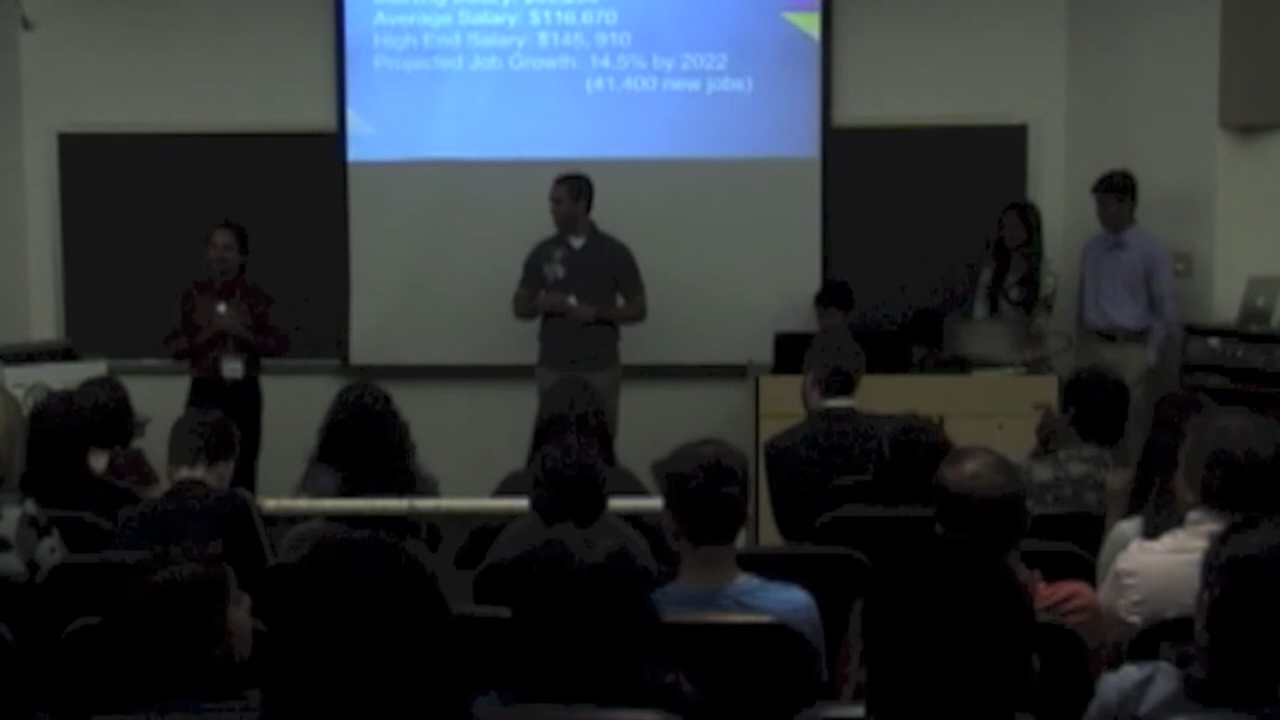 Average Salary: $116,670
High End Salary: $145, 910
Projected Job Growth: 14.5% by 2022
(41,400 new jobs)